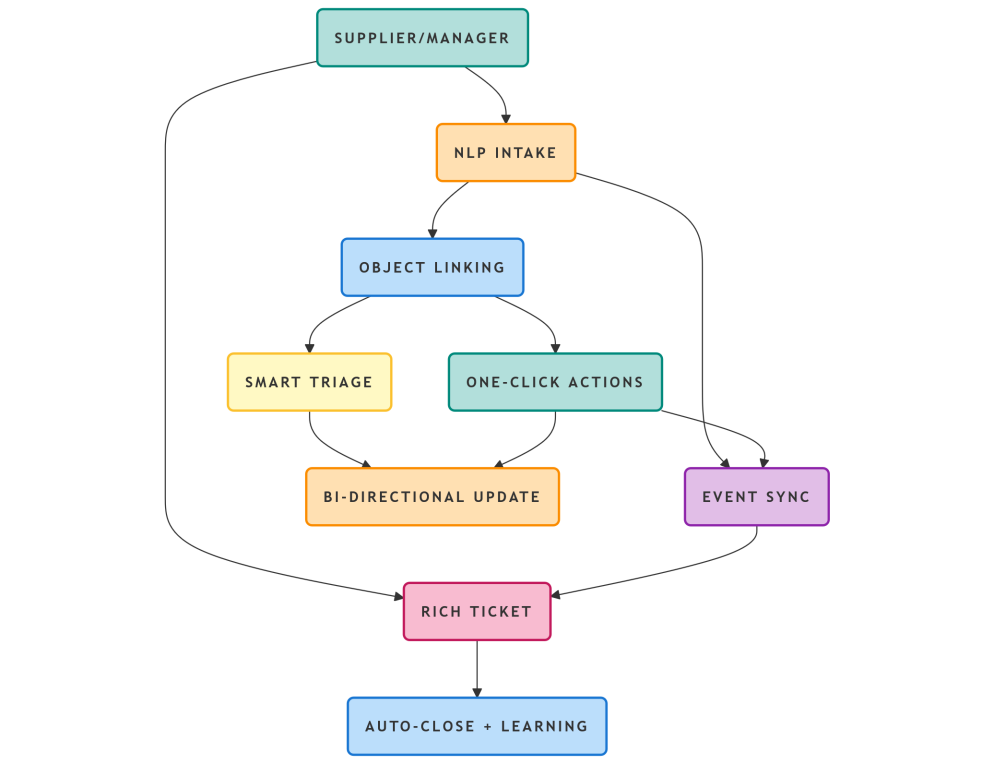 SUPPLIER/MANAGER
NLP INTAKE
OBJECT LINKING
SMART TRIAGE
ONE-CLICK ACTIONS
BI-DIRECTIONAL UPDATE
EVENT SYNC
RICH TICKET
AUTO-CLOSE + LEARNING